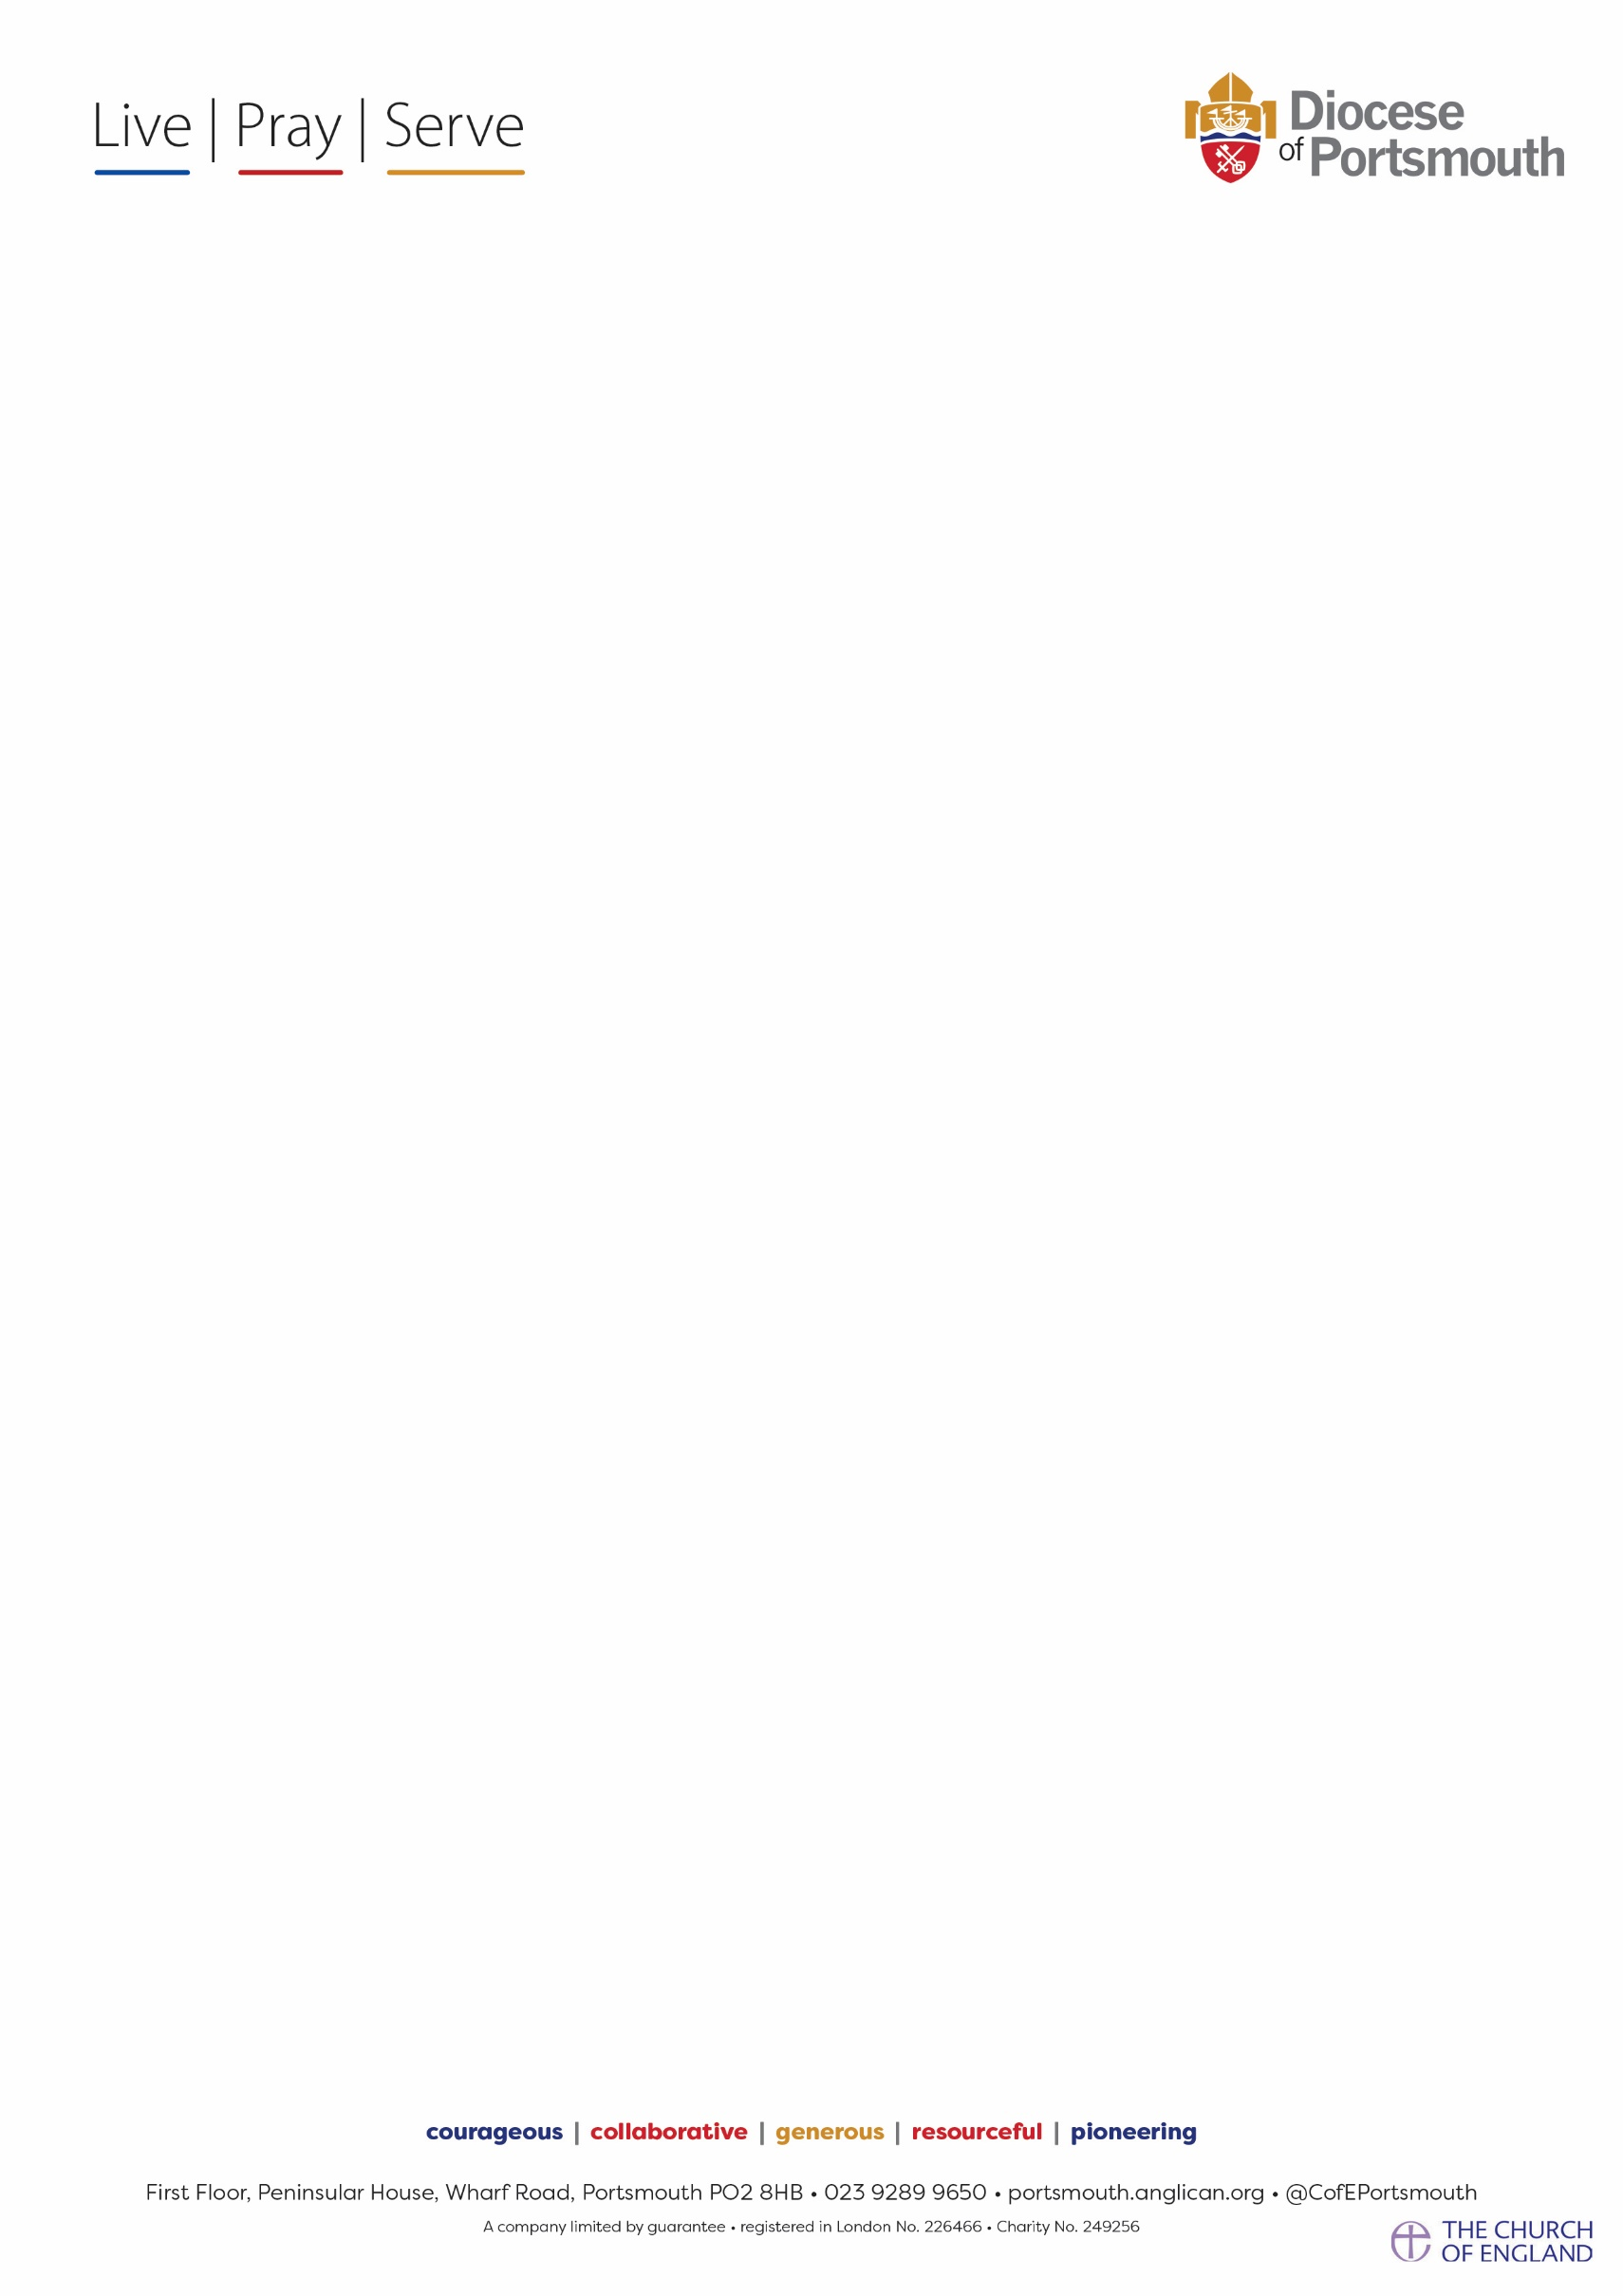 Live | Pray | Serve
Diocese
of Portsmouth
courageous | collaborative | generous | resourceful | pioneering
First Floor, Peninsular House, Wharf Road, Portsmouth PO2 8HB • 023 9289 9650 • portsmouth.anglican.org • @CofEPortsmouth
A company limited by guarantee • registered in London No. 226466 • Charity No. 249256
THE CHURCH
OF ENGLAND